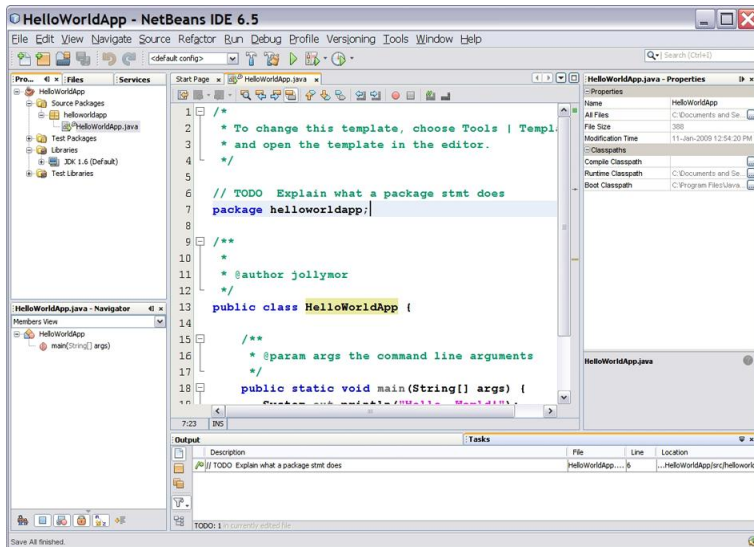 HelloWorldApp - NetBeans IDE 6.5
File Edit View Navigate Source Refactor Run Debug Profile Versioning Tools Window Help
<default config>
Search (Ctrl+I)
Pro... Files Services
HelloWorldApp
Source Packages
helloworldapp
HelloWorldApp.java
Test Packages
Libraries
JDK 1.6 (Default)
Test Libraries
HelloWorldApp.java - Navigator
Members View
HelloWorldApp
main(String[] args)
Start Page HelloWorldApp.java
1 /*
2 * To change this template, choose Tools | Templ
3 * and open the template in the editor.
4 */
5
6 // TODO Explain what a package stmt does
7 package helloworldapp;
8
9 /**
10 *
11 * @author jollymor
12 */
13 public class HelloWorldApp {
14
15 /**
16 * @param args the command line arguments
17 */
18 public static void main(String[] args) {
19 System.out.println("Hello, World!");
7:23 INS
HelloWorldApp.java - Properties
Properties
Name HelloWorldApp
All Files C:\Documents and Se...
File Size 388
Modification Time 11-Jan-2009 12:54:20 PM
Classpaths
Compile Classpath
Runtime Classpath C:\Documents and Se...
Boot Classpath C:\Program Files\Java...
HelloWorldApp.java
Output Tasks
Description File Line Location
// TODO Explain what a package stmt does HelloWorldApp.... 6 ...HelloWorldApp/src/helloworld
TODO: 1 in currently edited file
Save All finished.